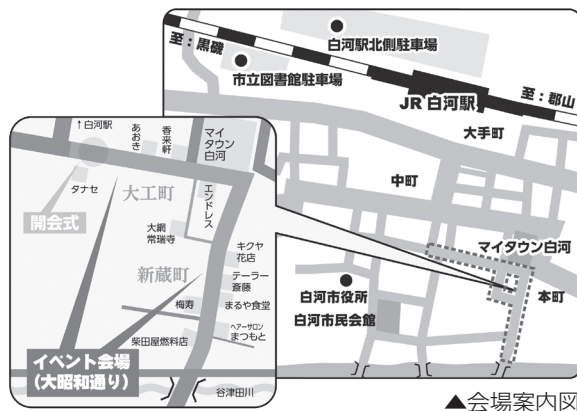 白河駅北側駐車場
至：黒磯
市立図書館駐車場
JR 白河駅
至：郡山
大手町
中町
マイタウン白河
本町
白河市役所
白河市民会館
↑白河駅
あおき
香来軒
マイ
タウン
白河
タナセ
開会式
大工町
エンドレス
大網
常瑞寺
キクヤ
花店
新蔵町
テーラー
斎藤
梅寿
まるや食堂
ヘアーサロン
まつもと
柴田屋燃料店
イベント会場
（大昭和通り）
谷津田川
▲会場案内図